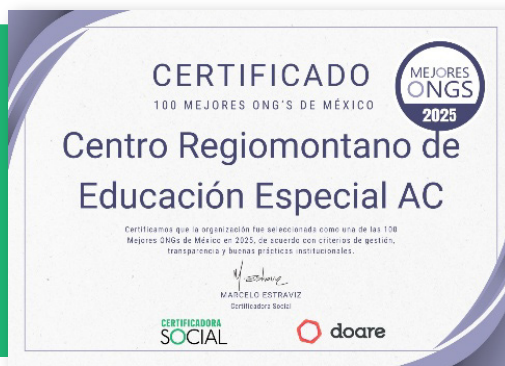 CERTIFICADO
100 MEJORES ONG'S DE MÉXICO
MEJORES
ONGS
2025
Centro Regiomontano de
Educación Especial AC
Certificamos que la organización fue seleccionada como una de las 100
Mejores ONGs de México en 2025, de acuerdo con criterios de gestión,
transparencia y buenas prácticas institucionales.
MARCELO ESTRAVIZ
Certificadora Social
CERTIFICADORA
SOCIAL
doare